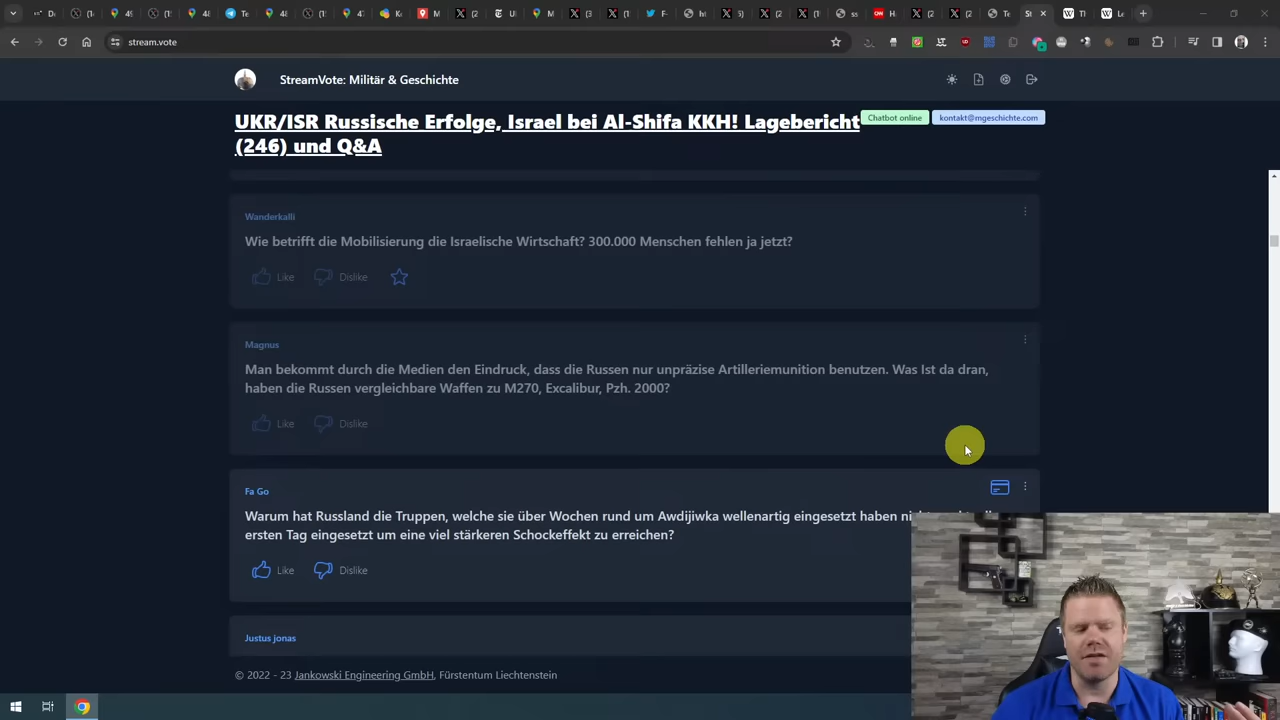 stream.vote
StreamVote: Militär & Geschichte
UKR/ISR Russische Erfolge, Israel bei Al-Shifa KKH! Lagebericht
(246) und Q&A
Chatbot online
kontakt@mgeschichte.com
Wanderkalli
Wie betrifft die Mobilisierung die Israelische Wirtschaft? 300.000 Menschen fehlen ja jetzt?
Like Dislike
Magnus
Man bekommt durch die Medien den Eindruck, dass die Russen nur unpräzise Artilleriemunition benutzen. Was Ist da dran,
haben die Russen vergleichbare Waffen zu M270, Excalibur, Pzh. 2000?
Like Dislike
Fa Go
Warum hat Russland die Truppen, welche sie über Wochen rund um Awdijiwka wellenartig eingesetzt haben
ersten Tag eingesetzt um eine viel stärkeren Schockeffekt zu erreichen?
Like Dislike
Justus jonas
© 2022 - 23 Jankowski Engineering GmbH, Fürstentum Liechtenstein